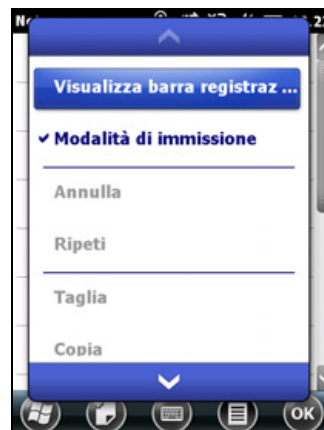 Visualizza barra registraz ...
Modalità di immissione
Annulla
Ripeti
Taglia
Copia
OK